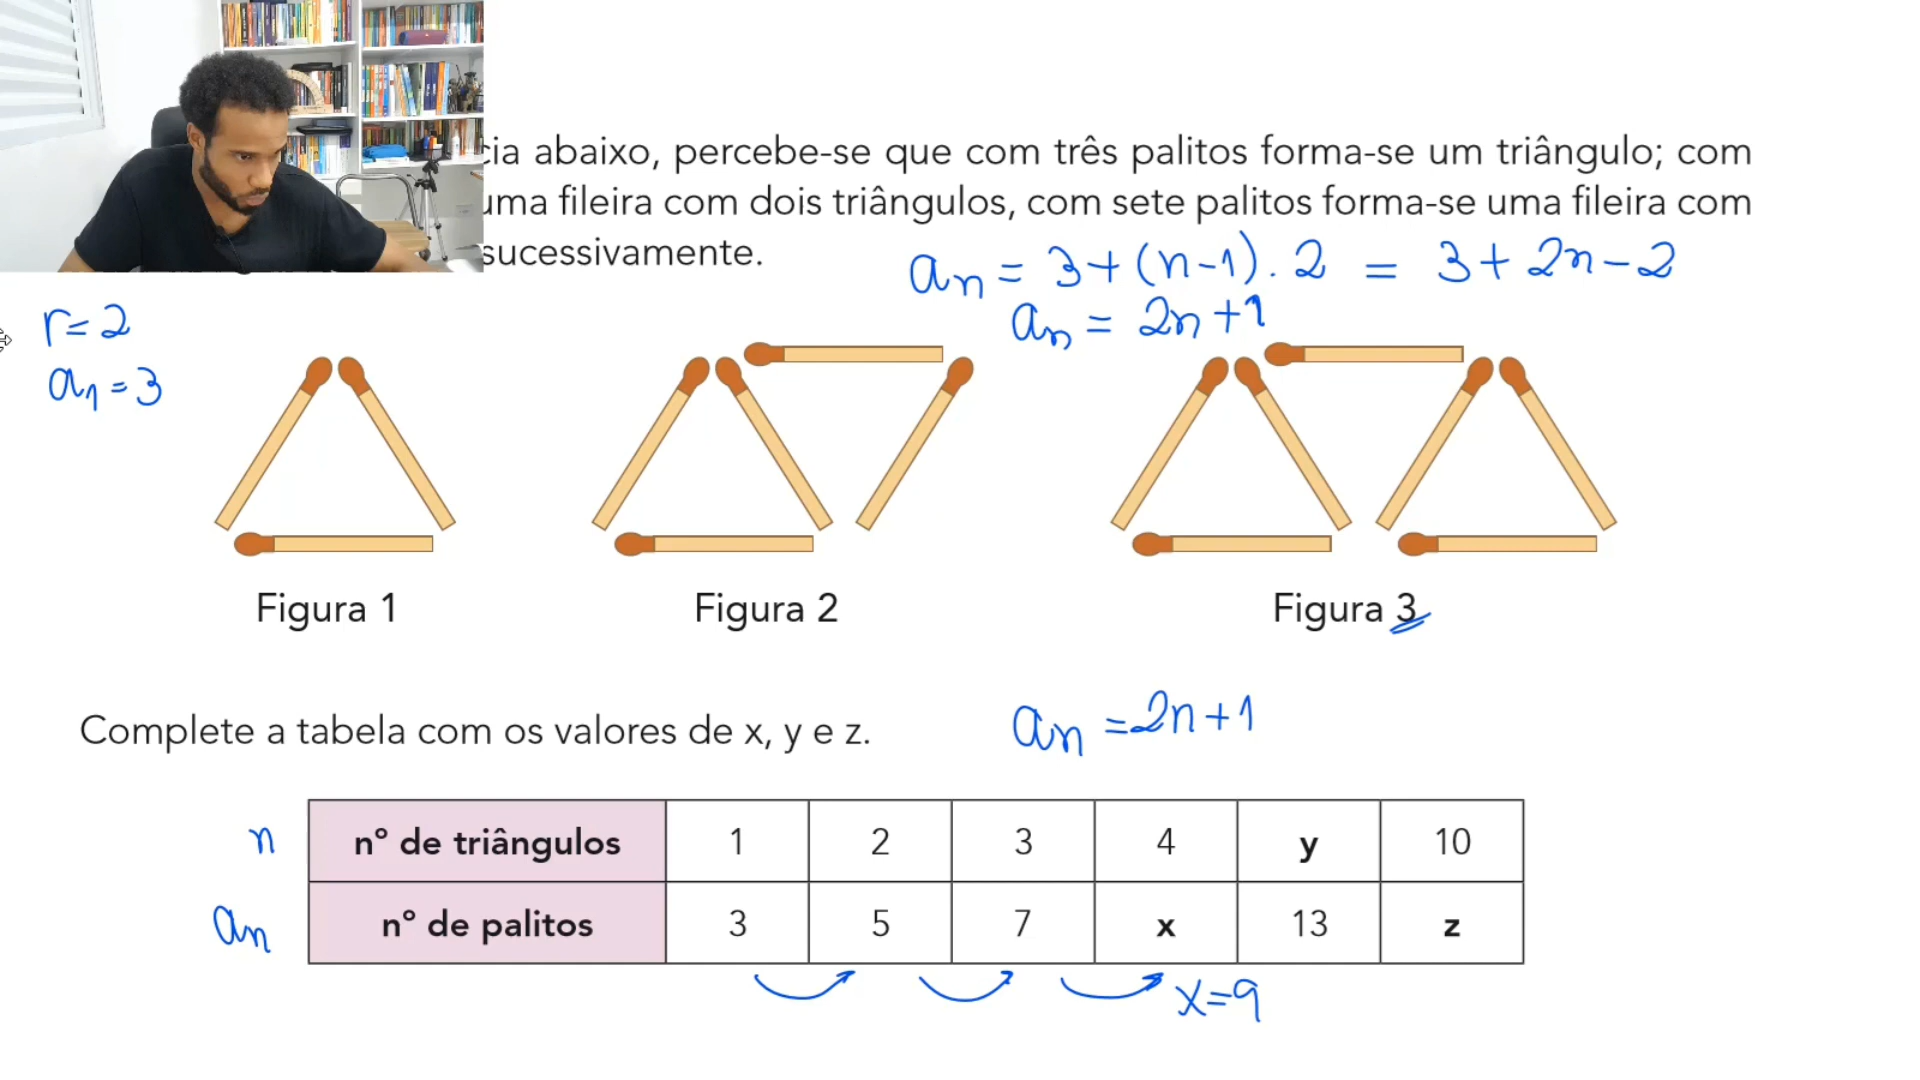 abaixo, percebe-se que com três palitos forma-se um triângulo; com
uma fileira com dois triângulos, com sete palitos forma-se uma fileira com
sucessivamente.
an = 3+(n-1).2 = 3+2n-2
an = 2n+1
r=2
a1=3
Figura 1 Figura 2 Figura 3
Complete a tabela com os valores de x, y e z.
an =2n+1
n nº de triângulos 1 2 3 4 y 10
an nº de palitos 3 5 7 x 13 z
x=9